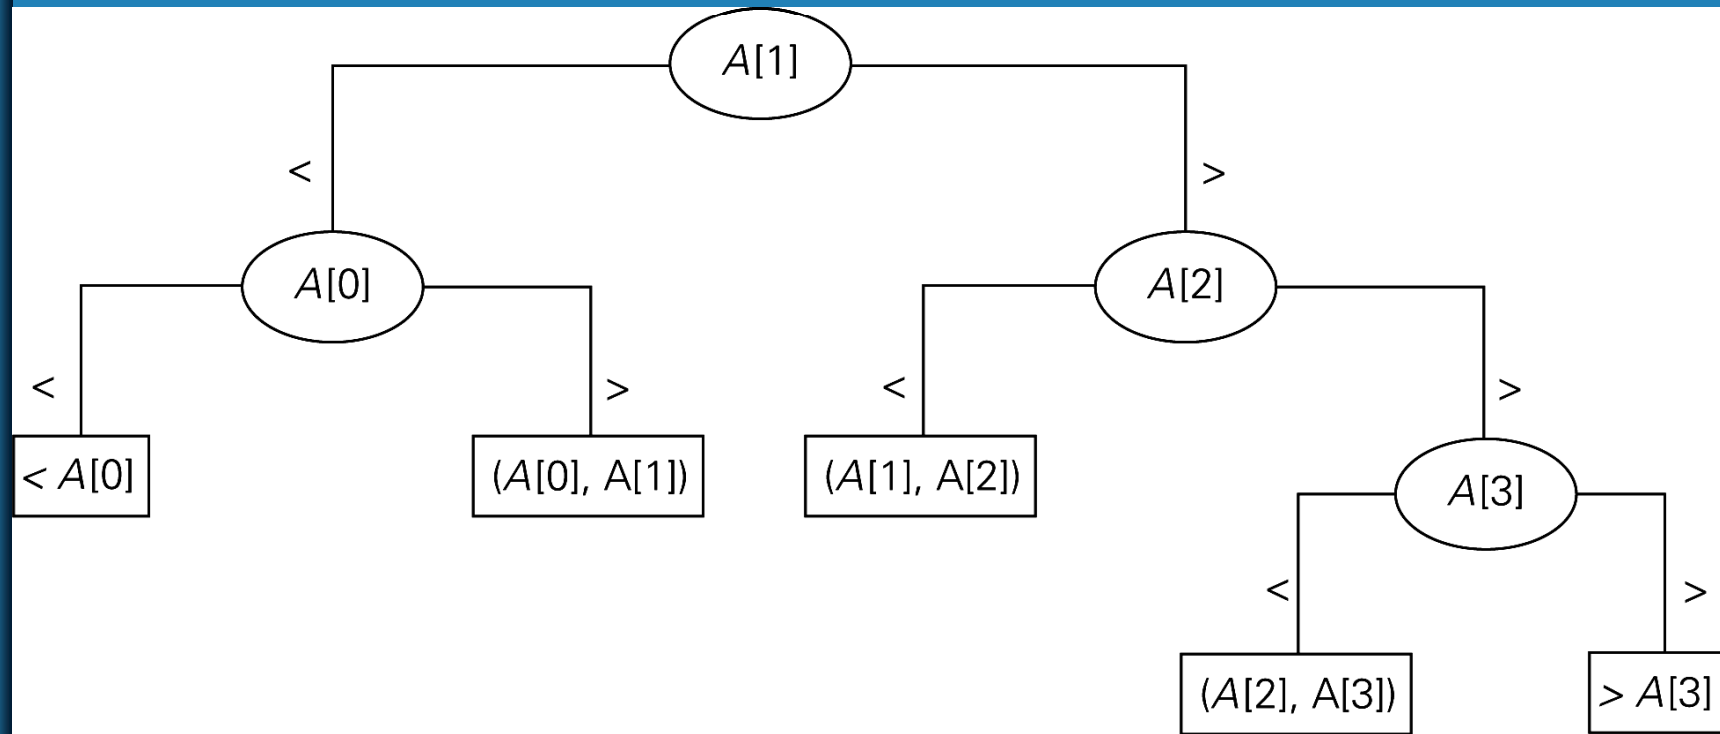 A[1]
<
>
A[0]
A[2]
<
>
<
>
< A[0]
(A[0], A[1])
(A[1], A[2])
A[3]
<
>
(A[2], A[3])
> A[3]